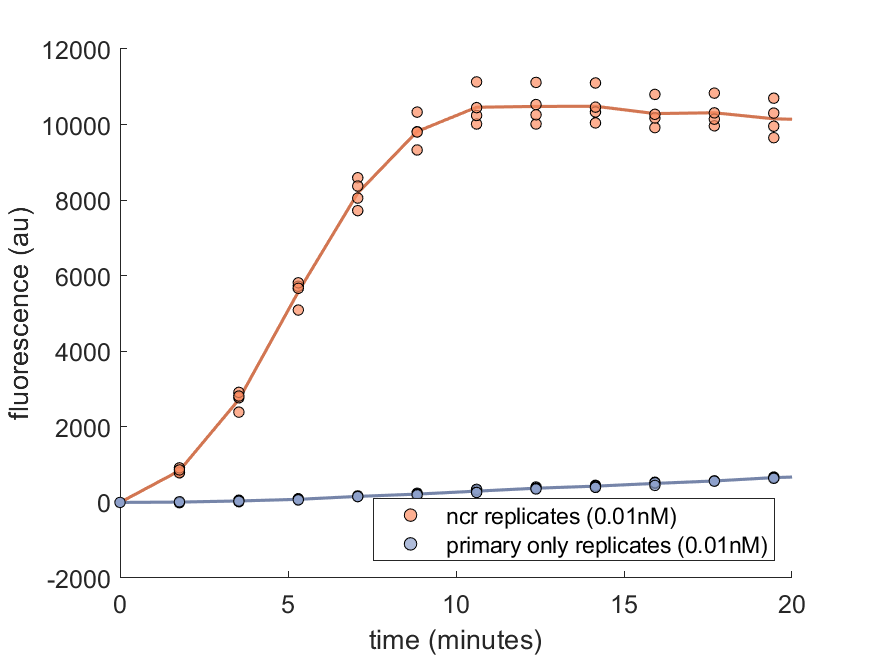 12000
10000
8000
6000
4000
2000
0
-2000
fluorescence (au)
ncr replicates (0.01nM)
primary only replicates (0.01nM)
0 5 10 15 20
time (minutes)